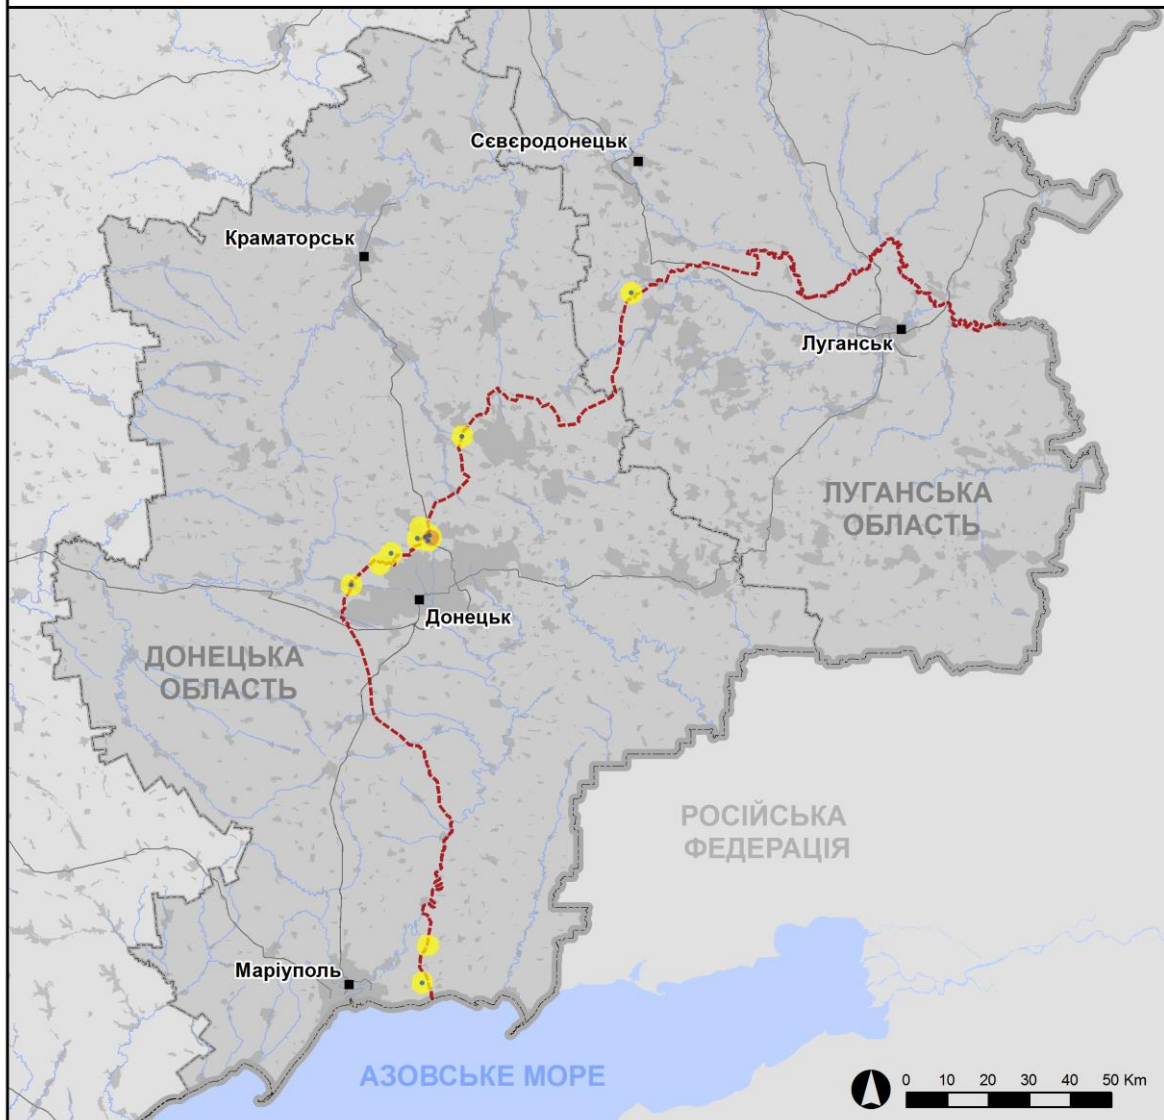 Сєвєродонецьк
Краматорськ
Луганськ
ЛУГАНСЬКА
ОБЛАСТЬ
Донецьк
ДОНЕЦЬКА
ОБЛАСТЬ
РОСІЙСЬКА
ФЕДЕРАЦІЯ
Маріуполь
АЗОВСЬКЕ МОРЕ
0 10 20 30 40 50 Km